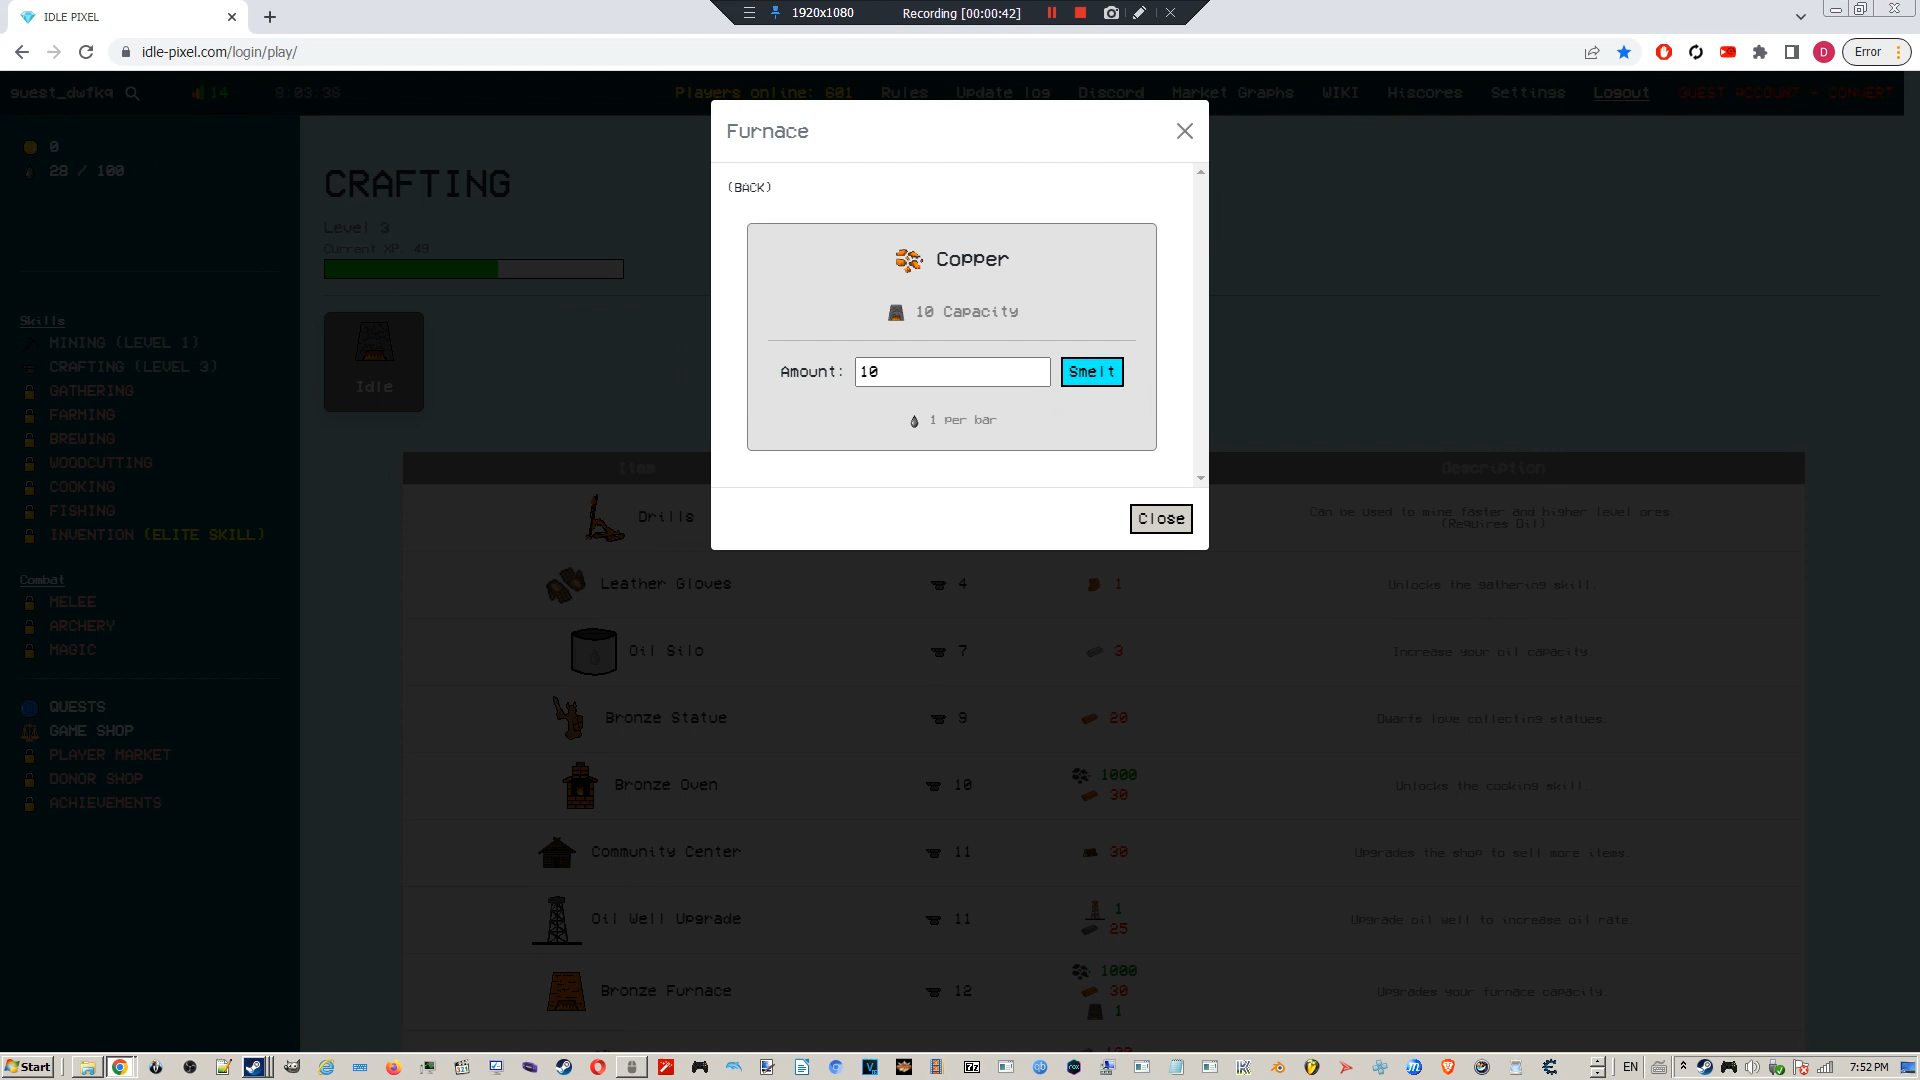 IDLE PIXEL
1920x1080
Recording [00:00:42]
idle-pixel.com/login/play/
D
Error
guest_dwfkq
14
8:03:36
Players online: 601
Rules
Update log
Discord
Market Graphs
WIKI
Hiscores
Settings
Logout
GUEST ACCOUNT - CONVERT
0
28 / 100
Skills
MINING (LEVEL 1)
CRAFTING (LEVEL 3)
GATHERING
FARMING
BREWING
WOODCUTTING
COOKING
FISHING
INVENTION (ELITE SKILL)
Combat
MELEE
ARCHERY
MAGIC
QUESTS
GAME SHOP
PLAYER MARKET
DONOR SHOP
ACHIEVEMENTS
CRAFTING
Level 3
Current XP. 49
Idle
Furnace
(BACK)
Copper
10 Capacity
Amount: 10 Smelt
1 per bar
Close
Item Description
Drills Can be used to mine faster and higher level ores
(Requires Oil)
Leather Gloves 4 1 Unlocks the gathering skill.
Oil Silo 7 3 Increase your oil capacity.
Bronze Statue 9 20 Dwarfs love collecting statues.
Bronze Oven 10 1000 30 Unlocks the cooking skill.
Community Center 11 30 Upgrades the shop to sell more items.
Oil Well Upgrade 11 1 25 Upgrade oil well to increase oil rate.
Bronze Furnace 12 1000 30 1 Upgrades your furnace capacity.
Start
EN
7:52 PM